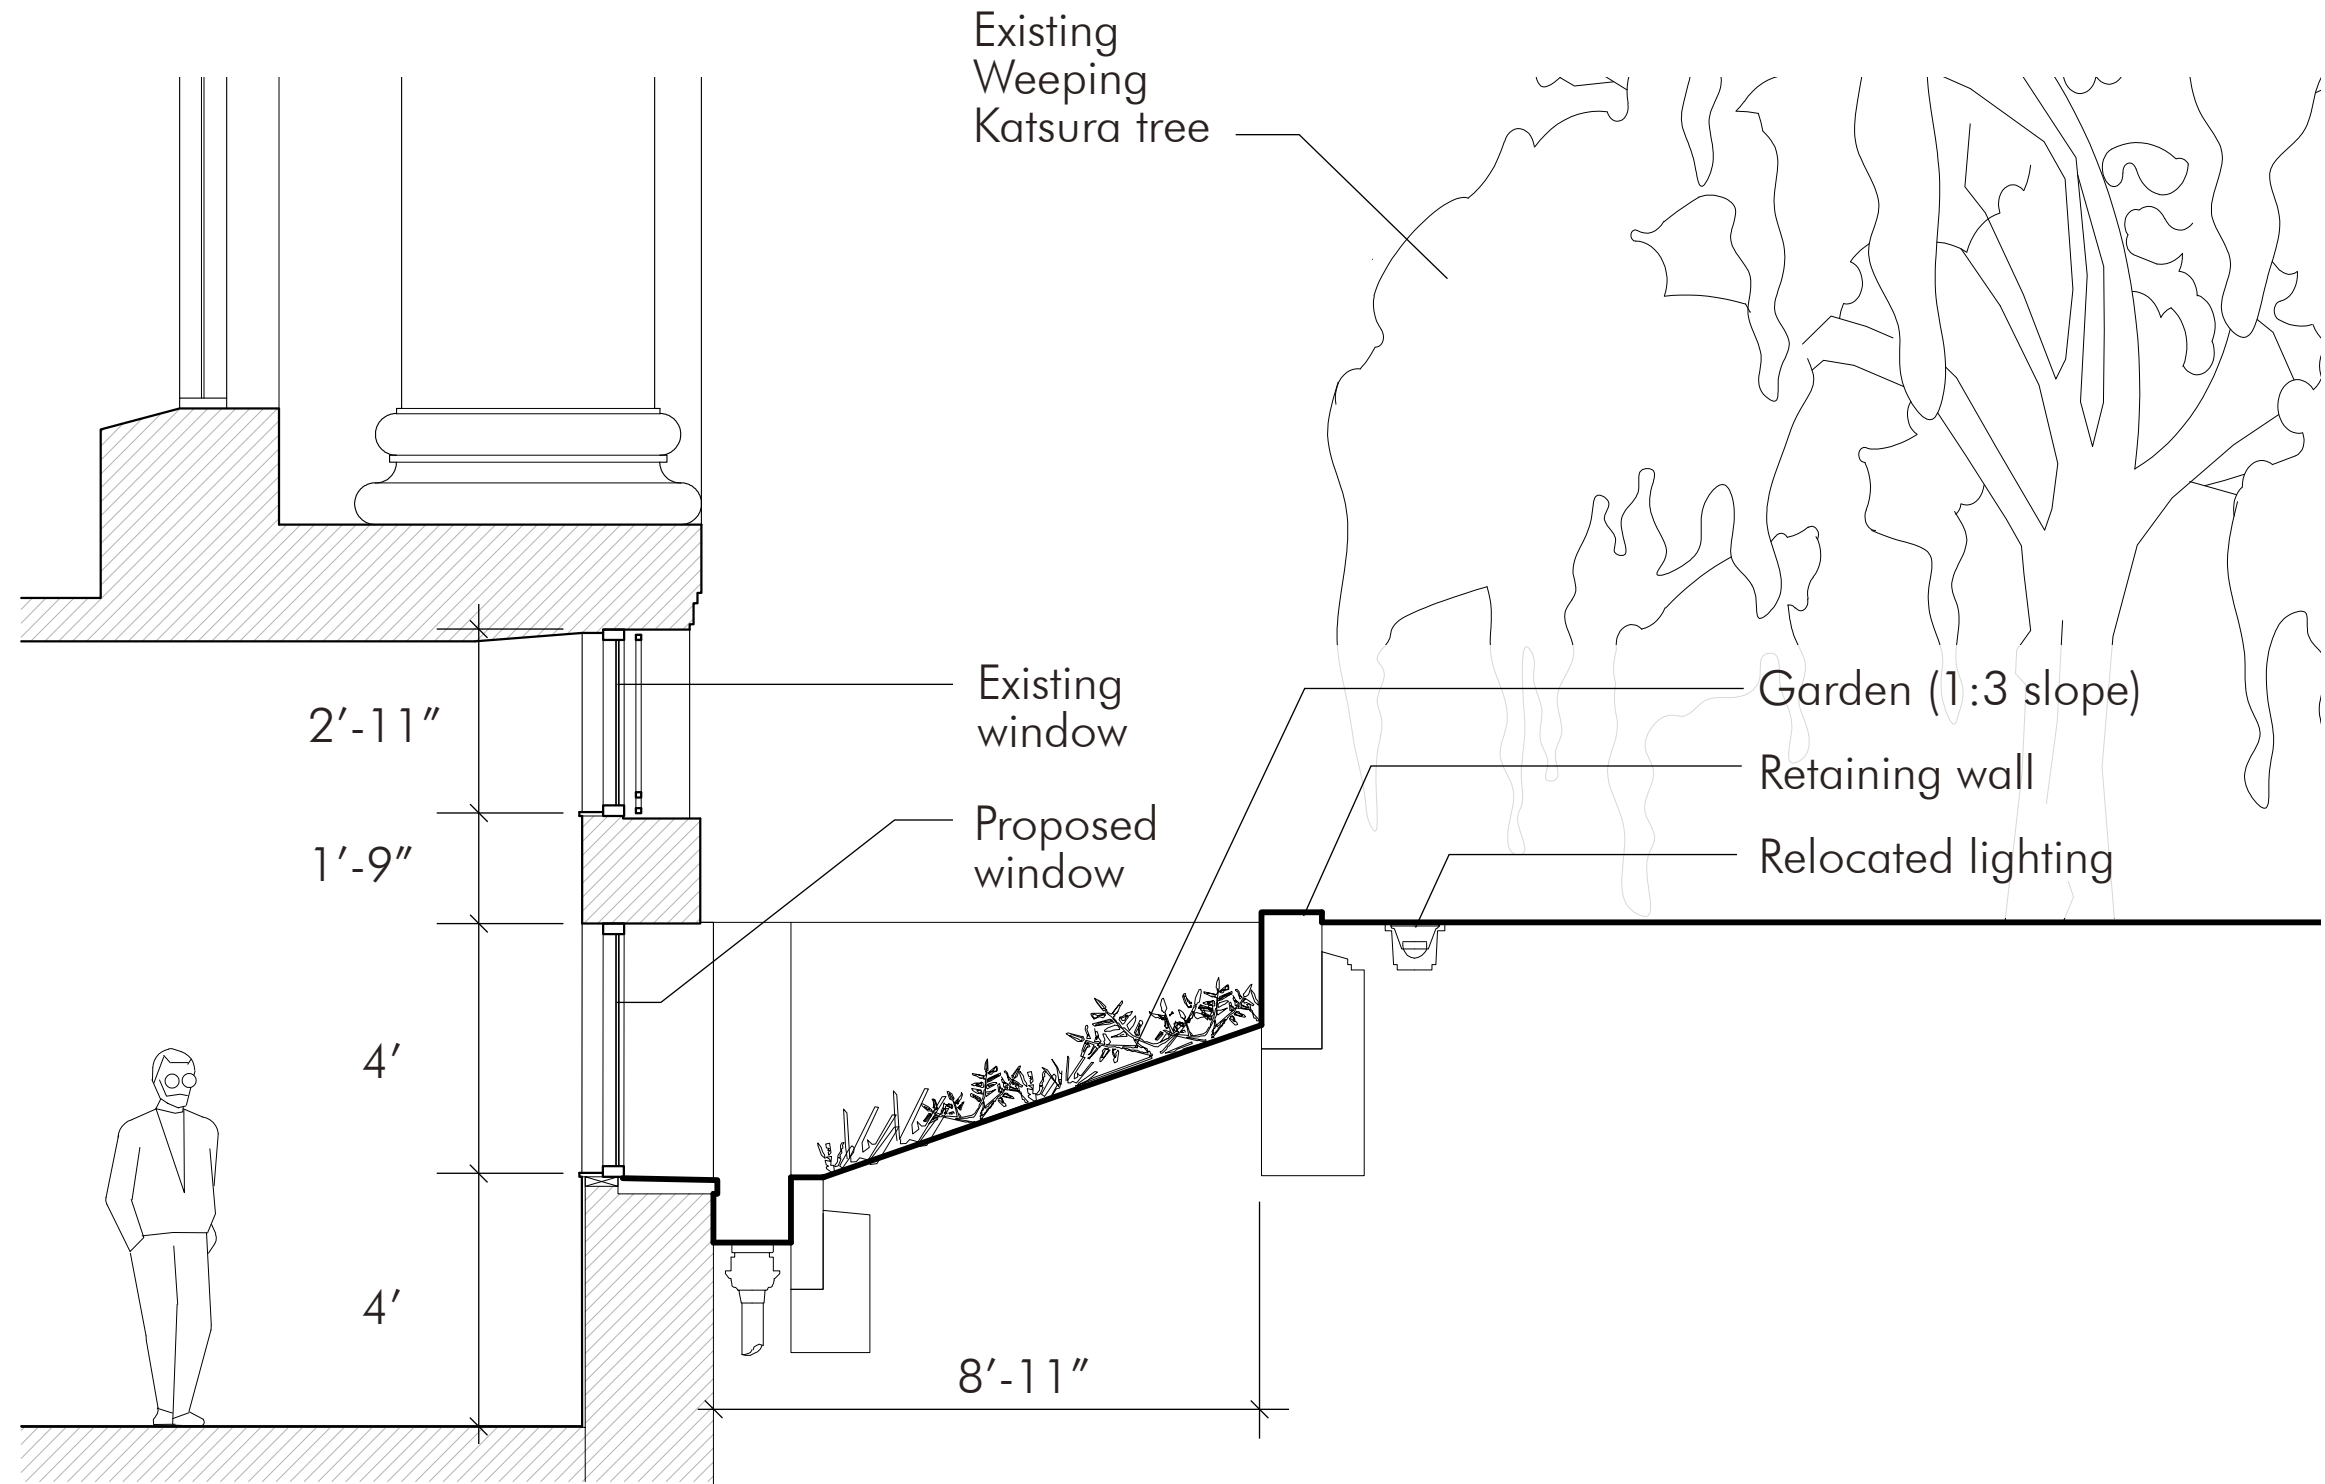 Existing
Weeping
Katsura tree
Existing
window
Proposed
window
Garden (1:3 slope)
Retaining wall
Relocated lighting
2′-11″
1′-9″
4′
4′
8′-11″